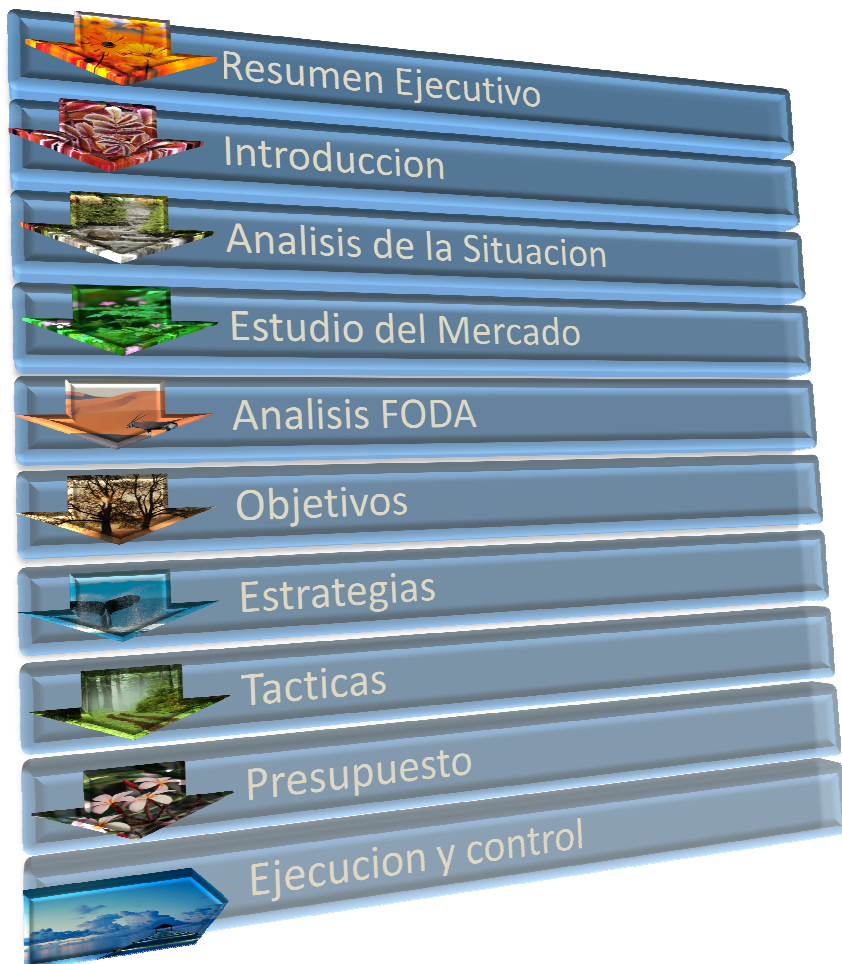 Resumen Ejecutivo
Introduccion
Analisis de la Situacion
Estudio del Mercado
Analisis FODA
Objetivos
Estrategias
Tacticas
Presupuesto
Ejecucion y control